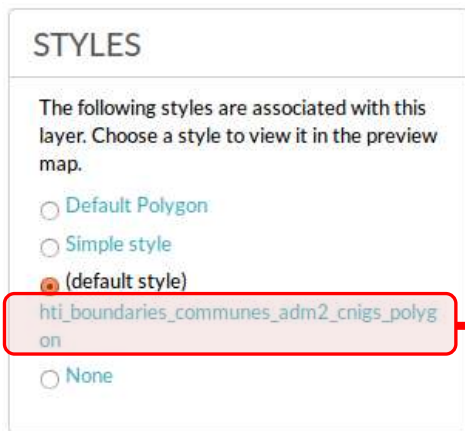 STYLES
The following styles are associated with this
layer. Choose a style to view it in the preview
map.
Default Polygon
Simple style
(default style)
hti_boundaries_communes_adm2_cnigs_polyg
on
None